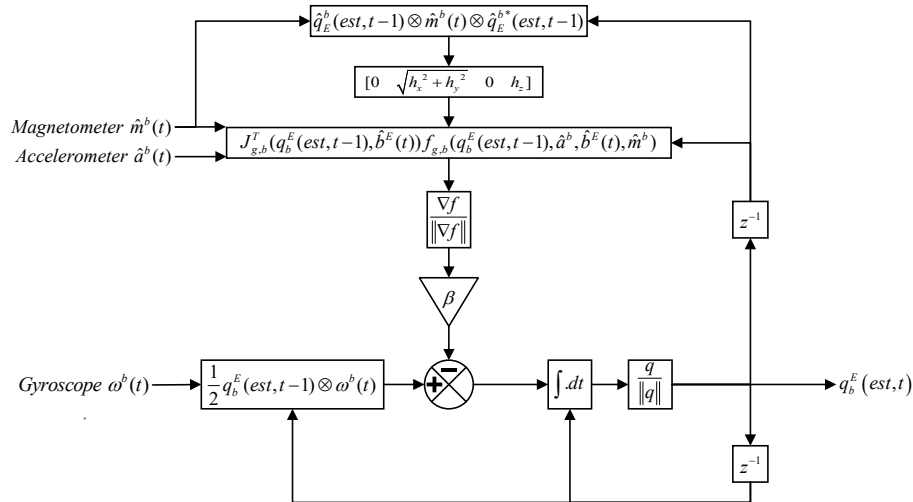 q̂_E^b(est,t−1)⊗m̂^b(t)⊗q̂_E^{b*}(est,t−1)
[0 √(h_x² + h_y²) 0 h_z]
Magnetometer m̂^b(t)
J_{g,b}^T(q_b^E(est,t−1),b̂^E(t))f_{g,b}(q_b^E(est,t−1),â^b,b̂^E(t),m̂^b)
Accelerometer â^b(t)
∇f
‖∇f‖
z^{−1}
β
−
Gyroscope ω^b(t)
1/2 q_b^E(est,t−1)⊗ω^b(t)
+
∫.dt
q
‖q‖
q_b^E(est,t)
z^{−1}